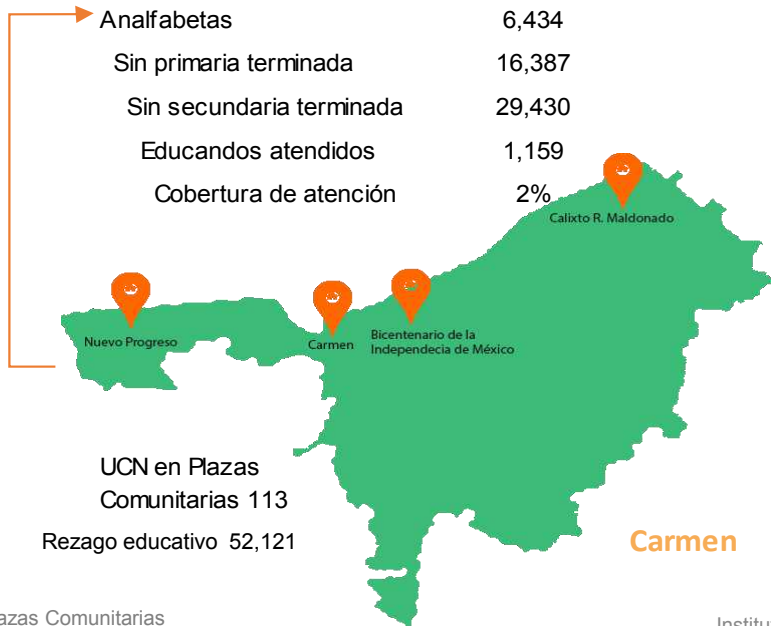 Analfabetas 6,434
Sin primaria terminada 16,387
Sin secundaria terminada 29,430
Educandos atendidos 1,159
Cobertura de atención 2%
Calixto R. Maldonado
Nuevo Progreso
Carmen
Bicentenario de la
Independecia de México
UCN en Plazas
Comunitarias 113
Rezago educativo 52,121
Carmen
azas Comunitarias
Institu